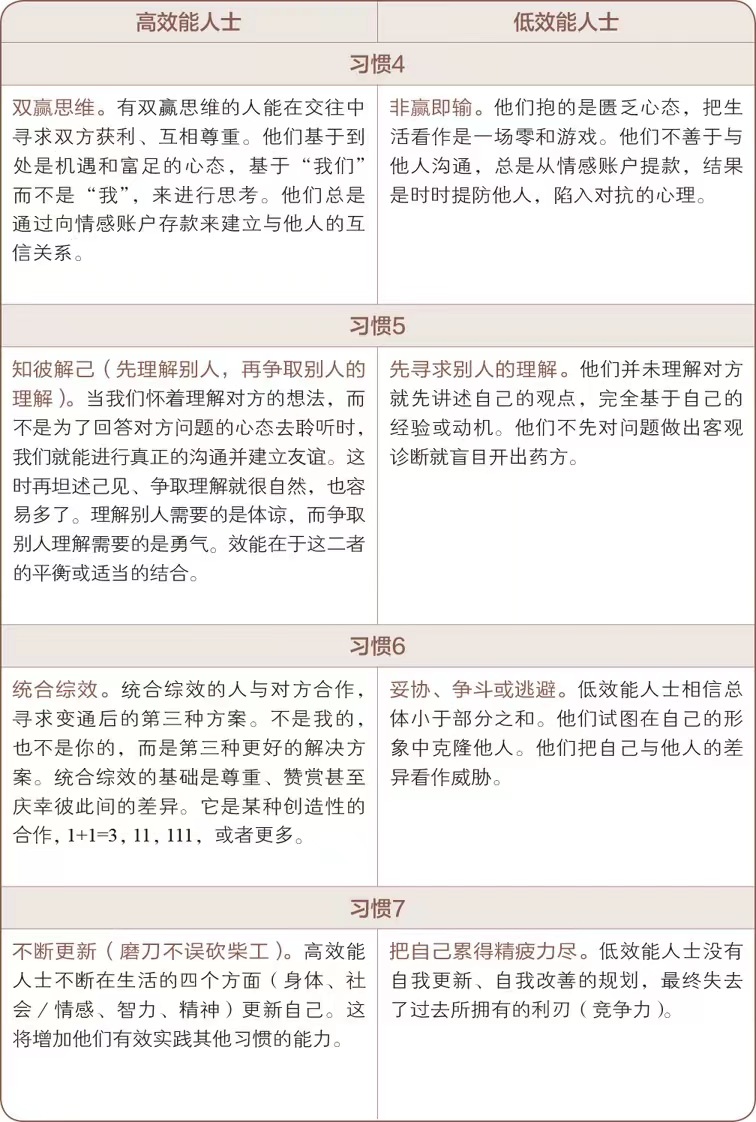 高效能人士
低效能人士
习惯4
双赢思维。有双赢思维的人能在交往中
寻求双方获利、互相尊重。他们基于到
处是机遇和富足的心态，基于“我们”
而不是“我”，来进行思考。他们总是
通过向情感账户存款来建立与他人的互
信关系。
非赢即输。他们抱的是匮乏心态，把生
活看作是一场零和游戏。他们不善于与
他人沟通，总是从情感账户提款，结果
是时时提防他人，陷入对抗的心理。
习惯5
知彼解己（先理解别人，再争取别人的
理解）。当我们怀着理解对方的想法，而
不是为了回答对方问题的心态去聆听时，
我们就能进行真正的沟通并建立友谊。这
时再坦述己见、争取理解就很自然，也容
易多了。理解别人需要的是体谅，而争取
别人理解需要的是勇气。效能在于这二者
的平衡或适当的结合。
先寻求别人的理解。他们并未理解对方
就先讲述自己的观点，完全基于自己的
经验或动机。他们不先对问题做出客观
诊断就盲目开出药方。
习惯6
统合综效。统合综效的人与对方合作，
寻求变通后的第三种方案。不是我的，
也不是你的，而是第三种更好的解决方
案。统合综效的基础是尊重、赞赏甚至
庆幸彼此间的差异。它是某种创造性的
合作，1+1=3，11，111，或者更多。
妥协、争斗或逃避。低效能人士相信总
体小于部分之和。他们试图在自己的形
象中克隆他人。他们把自己与他人的差
异看作威胁。
习惯7
不断更新（磨刀不误砍柴工）。高效能
人士不断在生活的四个方面（身体、社
会／情感、智力、精神）更新自己。这
将增加他们有效实践其他习惯的能力。
把自己累得精疲力尽。低效能人士没有
自我更新、自我改善的规划，最终失去
了过去所拥有的利刃（竞争力）。